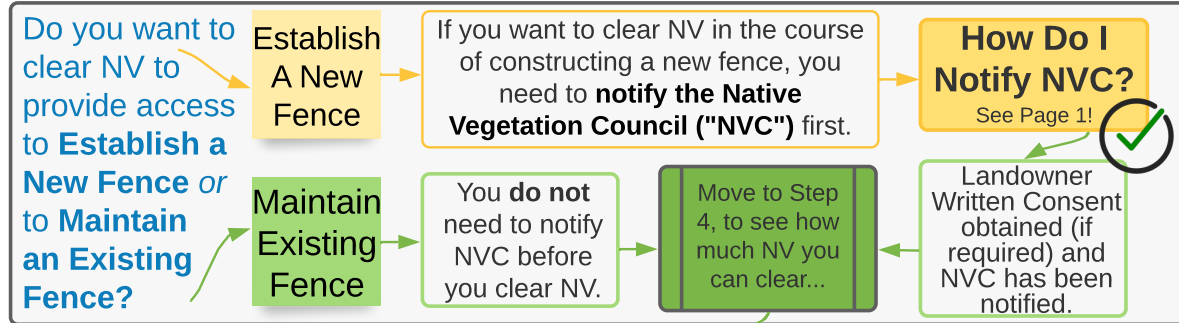 Do you want to
clear NV to
provide access
to Establish a
New Fence or
to Maintain
an Existing
Fence?
Establish
A New
Fence
If you want to clear NV in the course
of constructing a new fence, you
need to notify the Native
Vegetation Council ("NVC") first.
How Do I
Notify NVC?
See Page 1!
Maintain
Existing
Fence
You do not
need to notify
NVC before
you clear NV.
Move to Step
4, to see how
much NV you
can clear...
Landowner
Written Consent
obtained (if
required) and
NVC has been
notified.